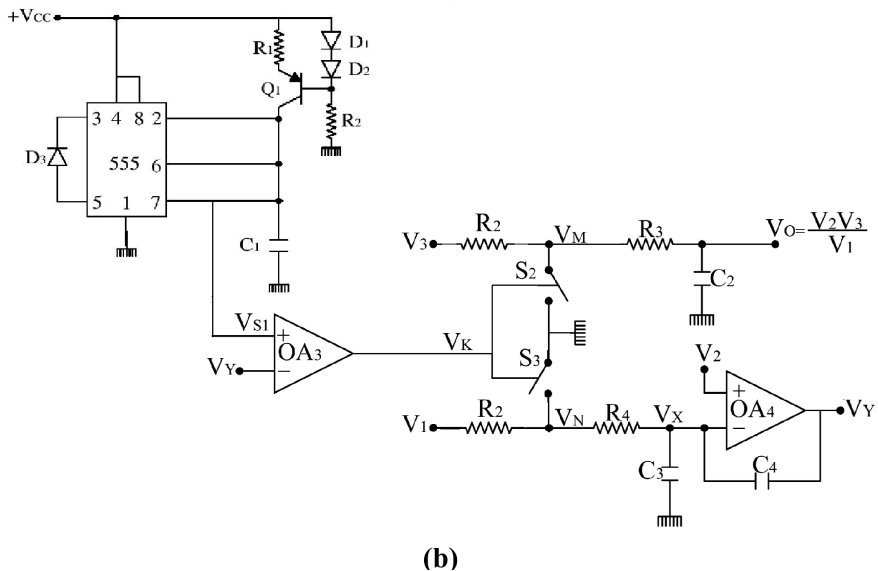 +VCC
R1
D1
D2
Q1
R2
3 4 8 2
D3
555 6
5 1 7
C1
V3
R2
VM
R3
VO=V2V3/V1
S2
C2
VS1
+
OA3
VY
−
VK
S3
V2
V1
R2
VN
R4
VX
+
OA4
−
VY
C3
C4
(b)